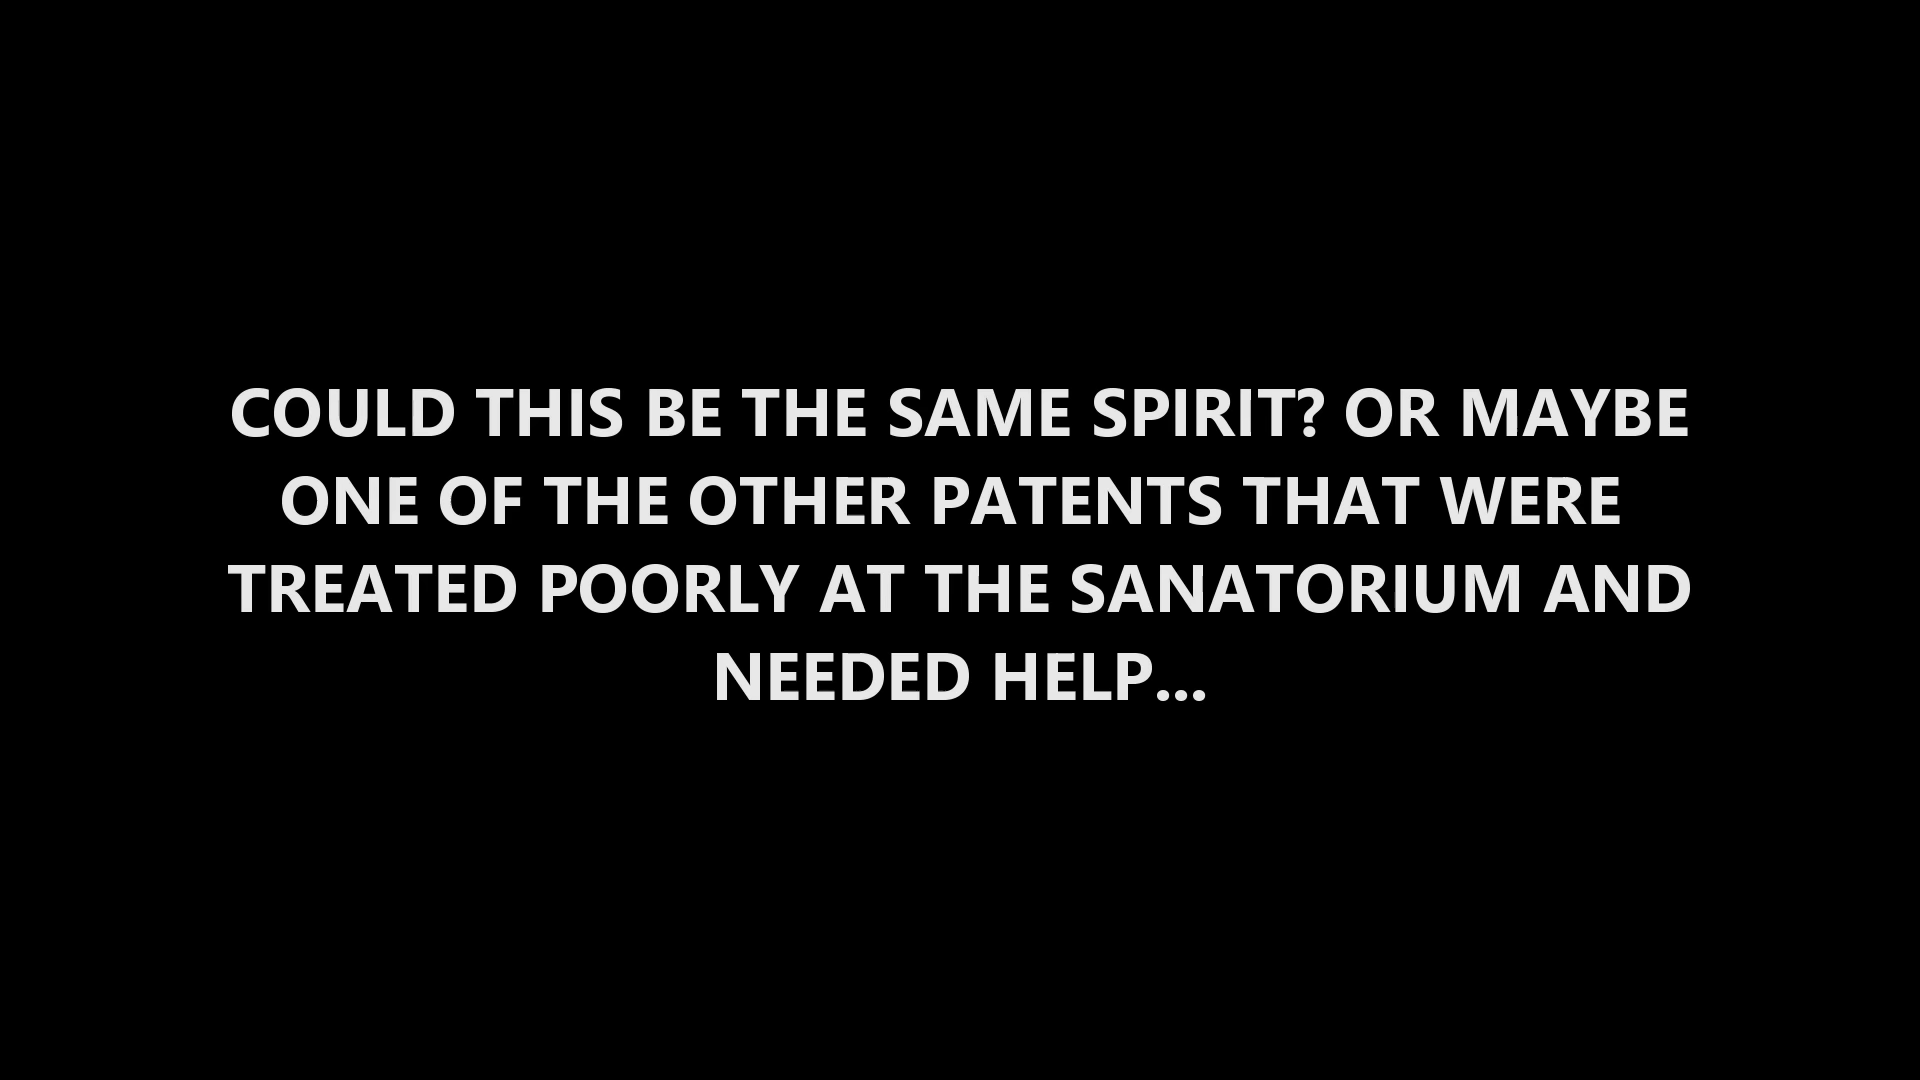 COULD THIS BE THE SAME SPIRIT? OR MAYBE
ONE OF THE OTHER PATENTS THAT WERE
TREATED POORLY AT THE SANATORIUM AND
NEEDED HELP...